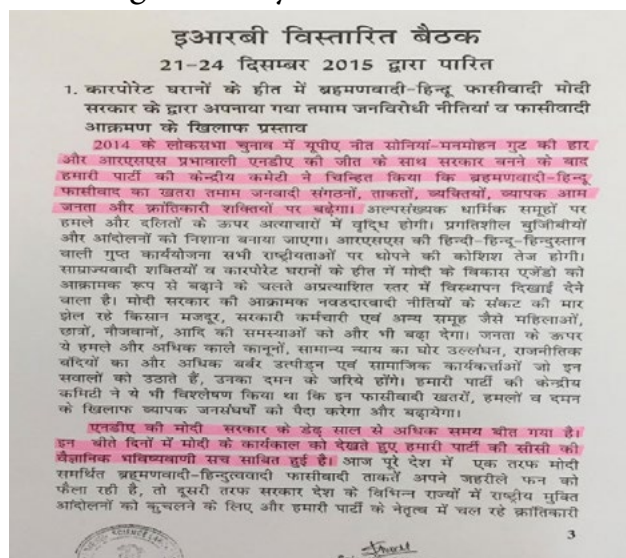 इआरबी विस्तारित बैठक
21-24 दिसम्बर 2015 द्वारा पारित
1. कारपोरेट घरानों के हीत में ब्रहमणवादी-हिन्दू फासीवादी मोदी
सरकार के द्वारा अपनाया गया तमाम जनविरोधी नीतियां व फासीवादी
आक्रमण के खिलाफ प्रस्ताव
2014 के लोकसभा चुनाव में यूपीए नीत सोनिया-मनमोहन गुट की हार
और आरएसएस प्रभावाली एनडीए की जीत के साथ सरकार बनने के बाद
हमारी पार्टी की केन्द्रीय कमेटी ने चिन्हित किया कि ब्रहमणवादी-हिन्दू
फासीवाद का खतरा तमाम जनवादी संगठनों, ताकतों, व्यक्तियों, व्यापक आम
जनता और क्रांतिकारी शक्तियों पर बढ़ेगा। अल्पसंख्यक धार्मिक समूहों पर
हमले और दलितों के ऊपर अत्याचारों में वृद्धि होगी। प्रगतिशील बुजिीबीयों
और आंदोलनों को निशाना बनाया जाएगा। आरएसएस की हिन्दी-हिन्दू-हिन्दुस्तान
वाली गुप्त कार्ययोजना सभी राष्ट्रीयताओं पर थोपने की कोशिश तेज होगी।
साम्राज्यवादी शक्तियों व कारपोरेट घरानों के हीत में मोदी के विकास एजेंडो को
आक्रामक रूप से बढ़ाने के चलते अप्रत्याशित स्तर में विस्थापन दिखाई देने
वाला है। मोदी सरकार की आक्रामक नवउदारवादी नीतियों के संकट की मार
झेल रहे किसान मजदूर, सरकारी कर्मचारी एवं अन्य समूह जैसे महिलाओं,
छात्रों, नौजवानों, आदि की समस्याओं को और भी बढ़ा देगा। जनता के ऊपर
ये हमले और अधिक काले कानूनों, सामान्य न्याय का घोर उल्लंघन, राजनीतिक
बंदियों का और अधिक बर्बर उत्पीड़न एवं सामाजिक कार्यकर्त्ताओं जो इन
सवालों को उठाते हैं, उनका दमन के जरिये होंगे। हमारी पार्टी की केन्द्रीय
कमिटी ने ये भी विश्लेषण किया था कि इन फासीवादी खतरों, हमलों व दमन
के खिलाफ व्यापक जनसंघर्षों को पैदा करेगा और बढ़ायेगा।
एनडीए की मोदी सरकार के डेढ़ साल से अधिक समय बीत गया है।
इन बीते दिनों में मोदी के कार्यकाल को देखते हुए हमारी पार्टी की सीसी की
वैज्ञानिक भविष्यवाणी सच साबित हुई है। आज पूरे देश में एक तरफ मोदी
समर्थित ब्रहमणवादी-हिन्दुत्ववादी फासीवादी ताकतें अपने जहरीले फन को
फैला रही है, तो दूसरी तरफ सरकार देश के विभिन्न राज्यों में राष्ट्रीय मुक्ति
आंदोलनों को कुचलने के लिए और हमारी पार्टी के नेतृत्व में चल रहे क्रांतिकारी
3